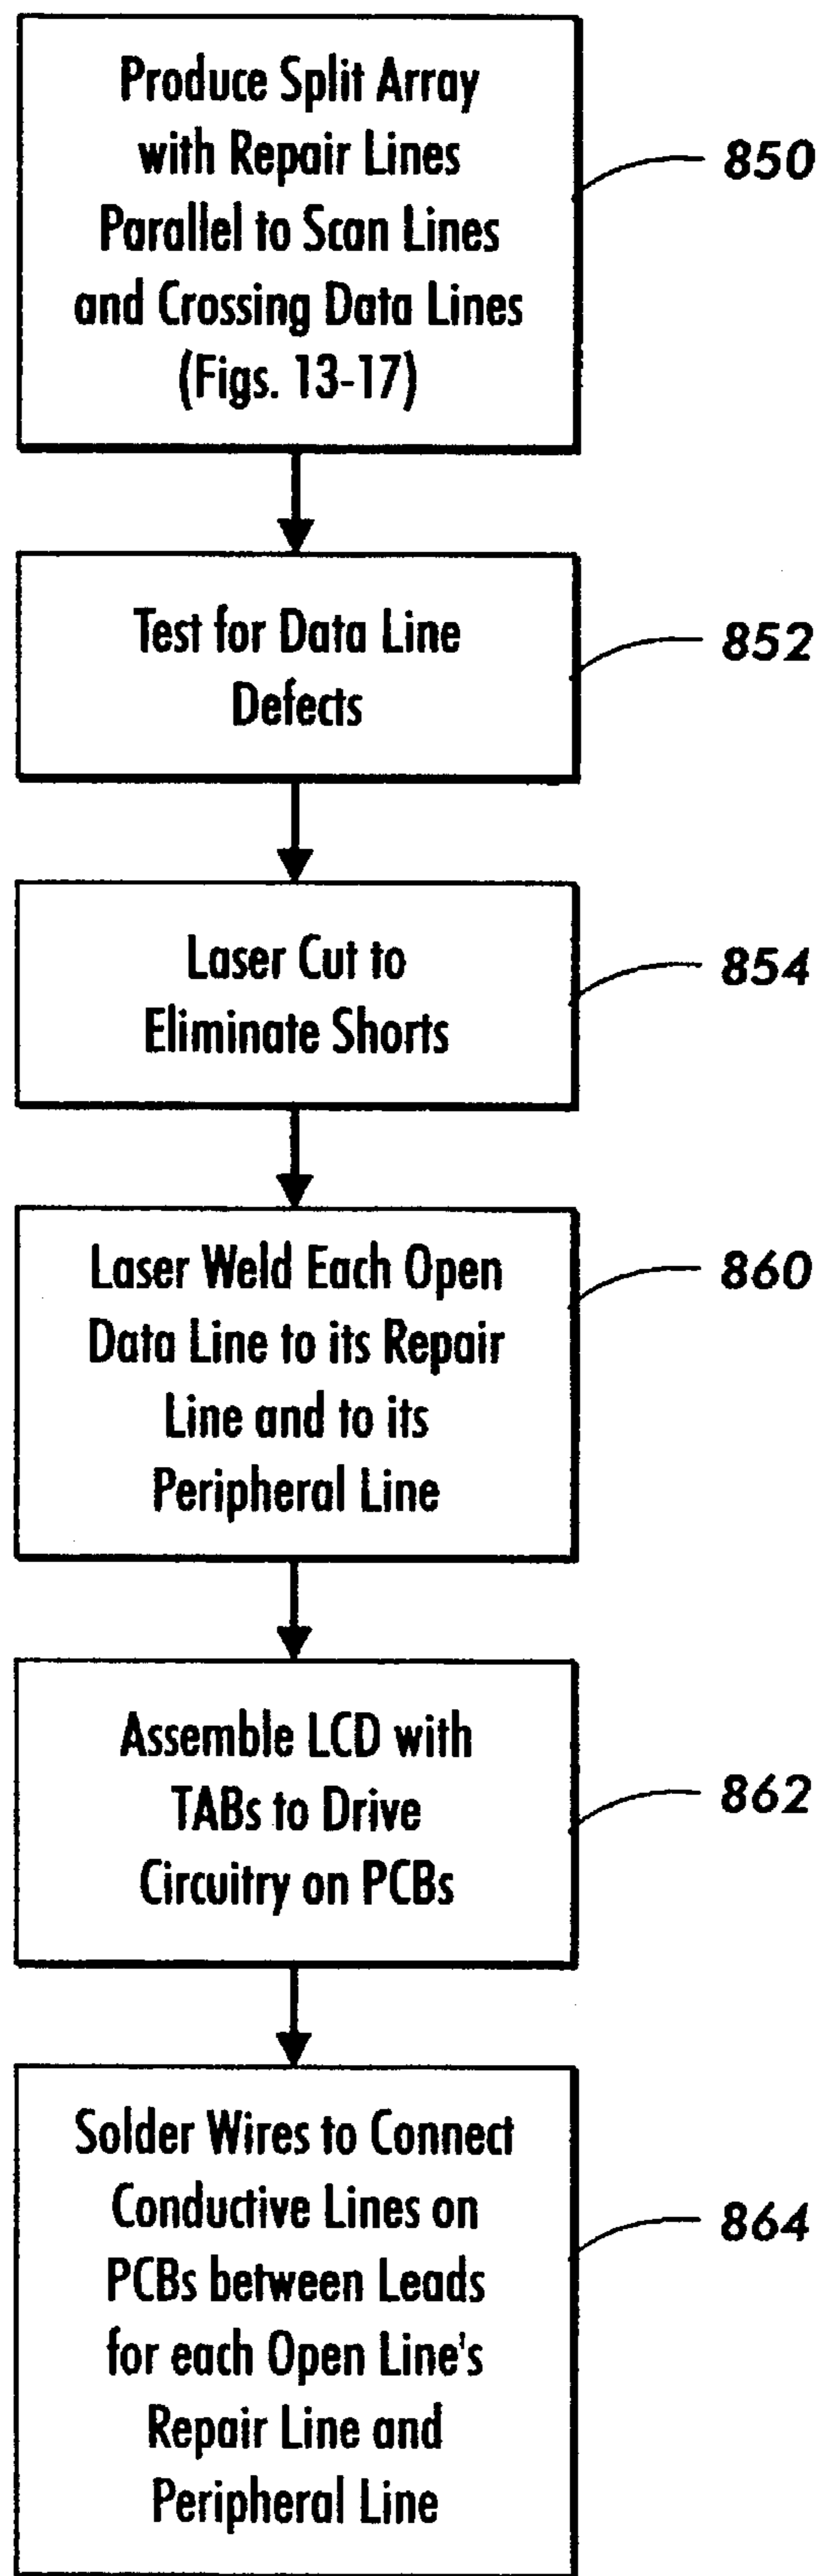 Produce Split Array
with Repair Lines
Parallel to Scan Lines
and Crossing Data Lines
(Figs. 13-17)
850
Test for Data Line
Defects
852
Laser Cut to
Eliminate Shorts
854
Laser Weld Each Open
Data Line to its Repair
Line and to its
Peripheral Line
860
Assemble LCD with
TABs to Drive
Circuitry on PCBs
862
Solder Wires to Connect
Conductive Lines on
PCBs between Leads
for each Open Line's
Repair Line and
Peripheral Line
864